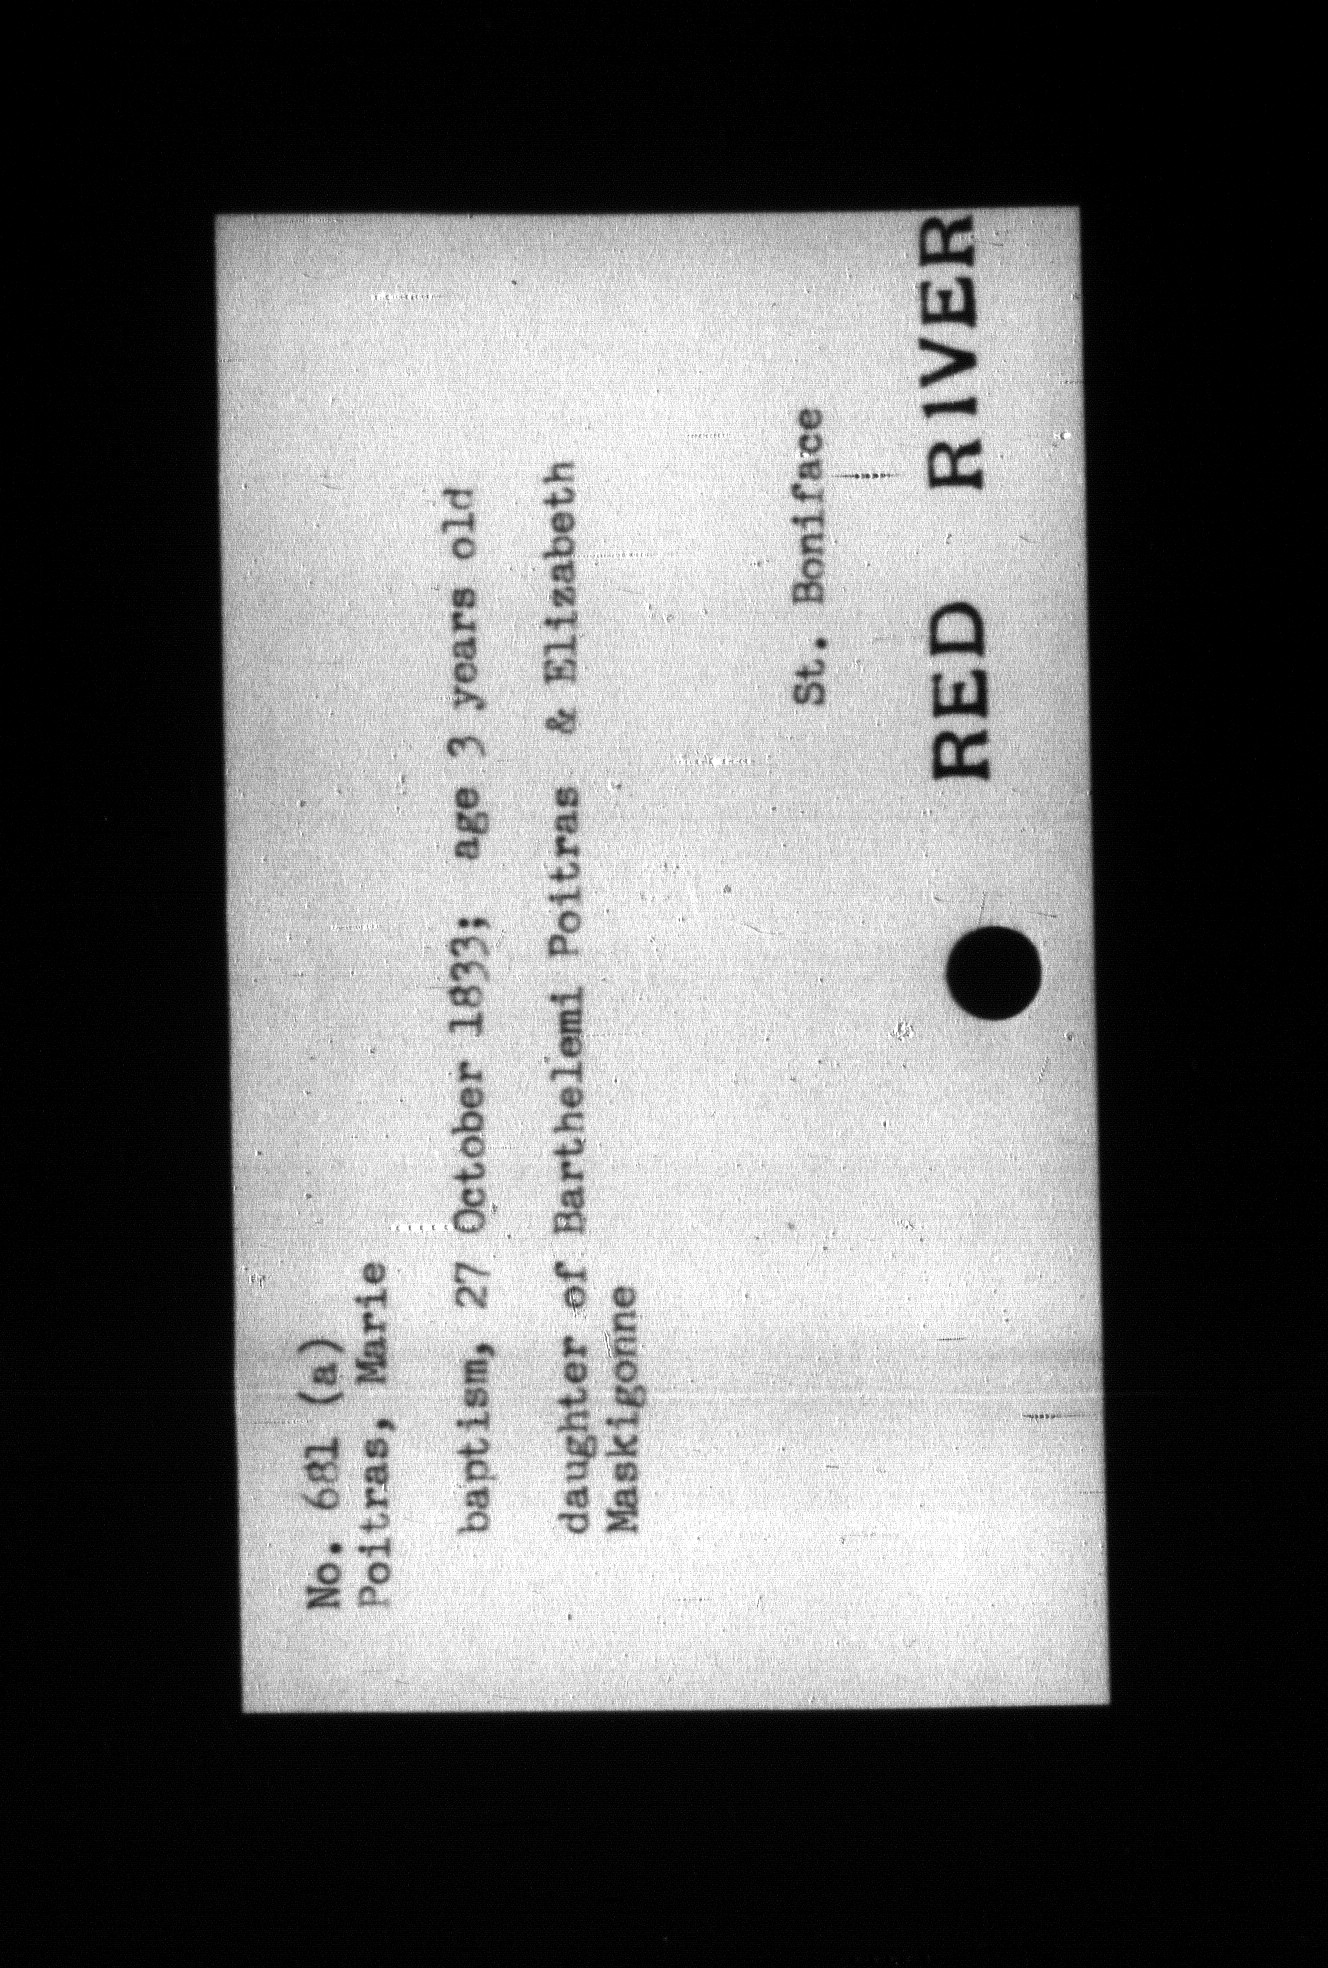 No. 681 (a)
Poitras, Marie
baptism, 27 October 1833; age 3 years old
daughter of Barthelemi Poitras & Elizabeth
Maskigonne
St. Boniface
RED RIVER